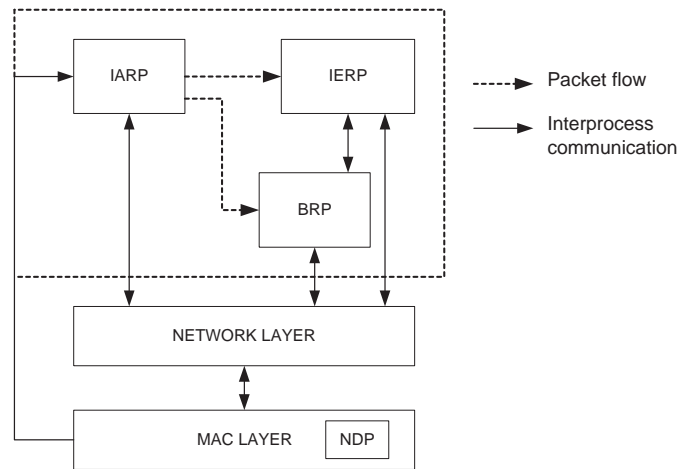 IARP
IERP
Packet flow
Interprocess
communication
BRP
NETWORK LAYER
MAC LAYER
NDP